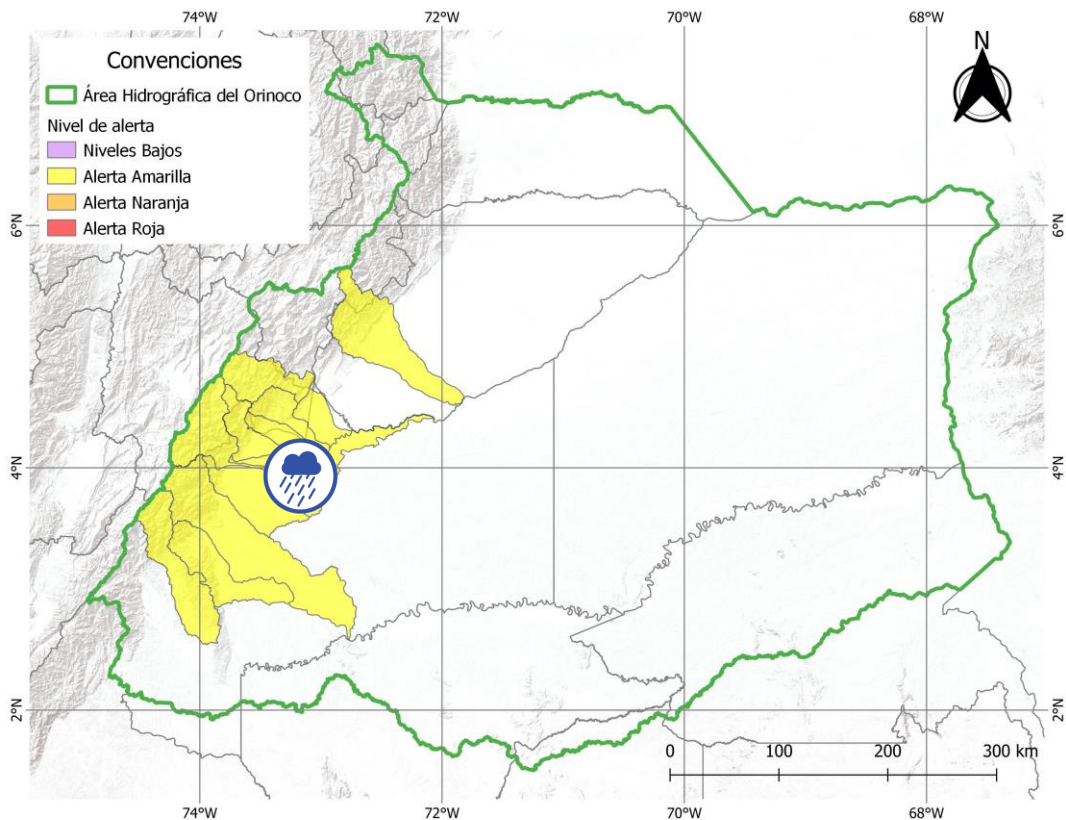 74°W 72°W 70°W 68°W
Convenciones
Área Hidrográfica del Orinoco
Nivel de alerta
Niveles Bajos
Alerta Amarilla
Alerta Naranja
Alerta Roja
N
6°N 6°N
4°N 4°N
2°N 2°N
0 100 200 300 km
74°W 72°W 70°W 68°W